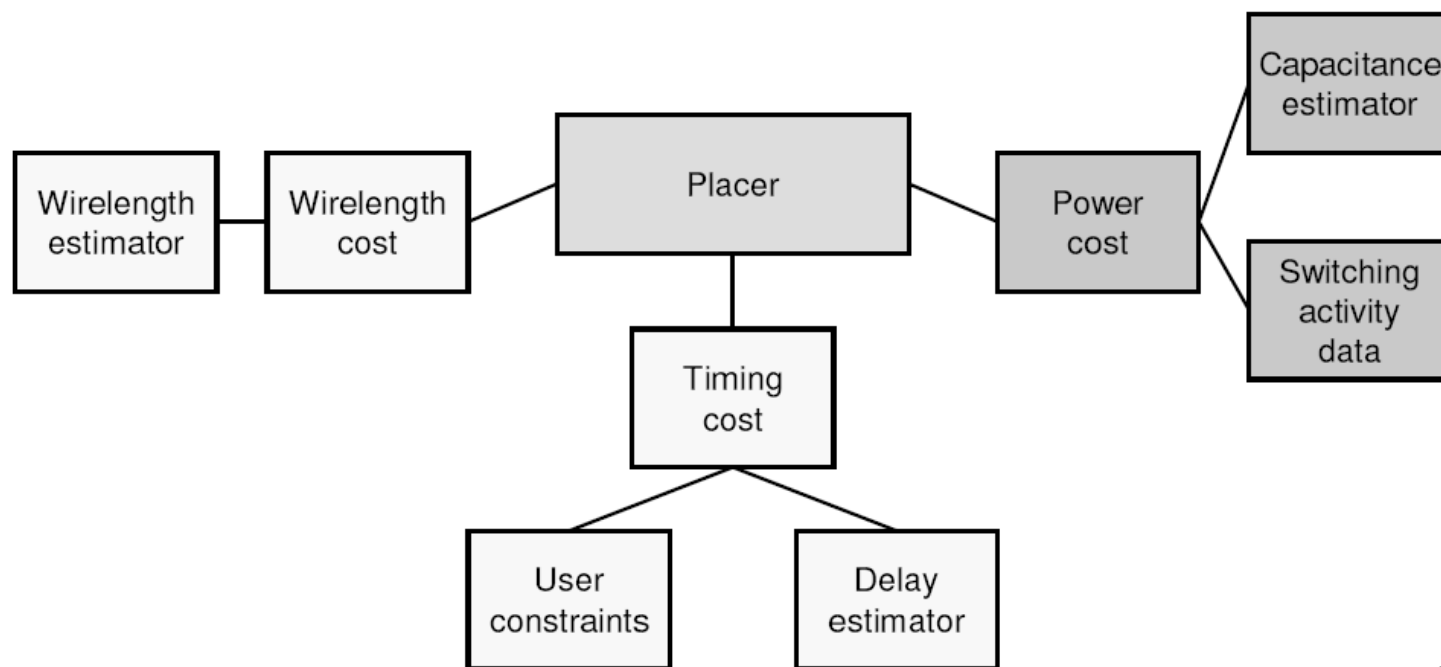 Capacitance
estimator
Placer
Wirelength
estimator
Wirelength
cost
Power
cost
Switching
activity
data
Timing
cost
User
constraints
Delay
estimator